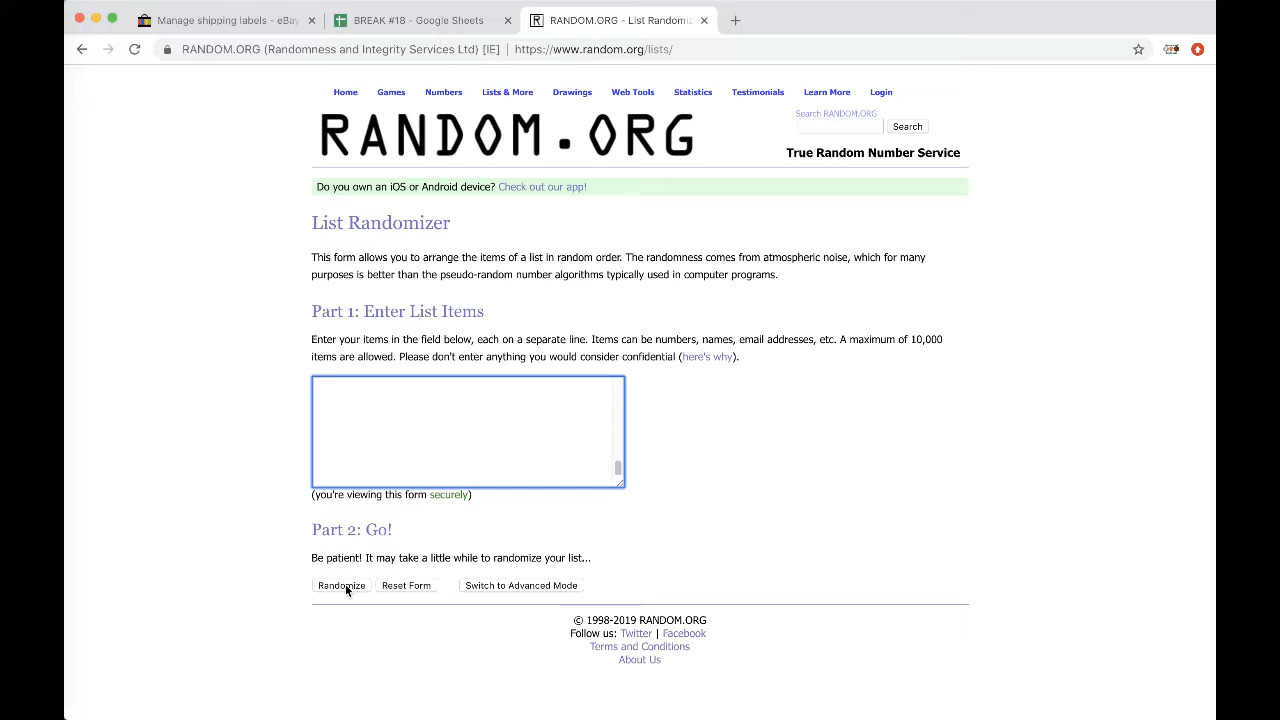 Manage shipping labels - eBay
BREAK #18 - Google Sheets
RANDOM.ORG - List Randomiz
RANDOM.ORG (Randomness and Integrity Services Ltd) [IE] | https://www.random.org/lists/
Home Games Numbers Lists & More Drawings Web Tools Statistics Testimonials Learn More Login
RANDOM.ORG
Search RANDOM.ORG
Search
True Random Number Service
Do you own an iOS or Android device? Check out our app!
List Randomizer
This form allows you to arrange the items of a list in random order. The randomness comes from atmospheric noise, which for many
purposes is better than the pseudo-random number algorithms typically used in computer programs.
Part 1: Enter List Items
Enter your items in the field below, each on a separate line. Items can be numbers, names, email addresses, etc. A maximum of 10,000
items are allowed. Please don't enter anything you would consider confidential (here's why).
(you're viewing this form securely)
Part 2: Go!
Be patient! It may take a little while to randomize your list...
Randomize Reset Form Switch to Advanced Mode
© 1998-2019 RANDOM.ORG
Follow us: Twitter | Facebook
Terms and Conditions
About Us